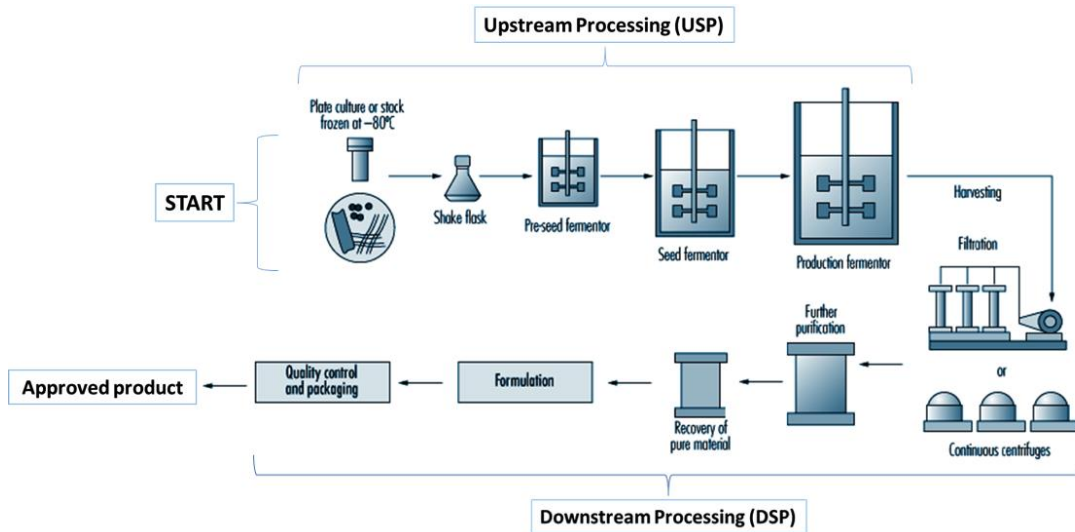 Upstream Processing (USP)
Plate culture or stock
frozen at –80°C
START
Shake flask
Pre-seed fermentor
Seed fermentor
Production fermentor
Harvesting
Filtration
or
Continuous centrifuges
Further
purification
Recovery of
pure material
Formulation
Quality control
and packaging
Approved product
Downstream Processing (DSP)